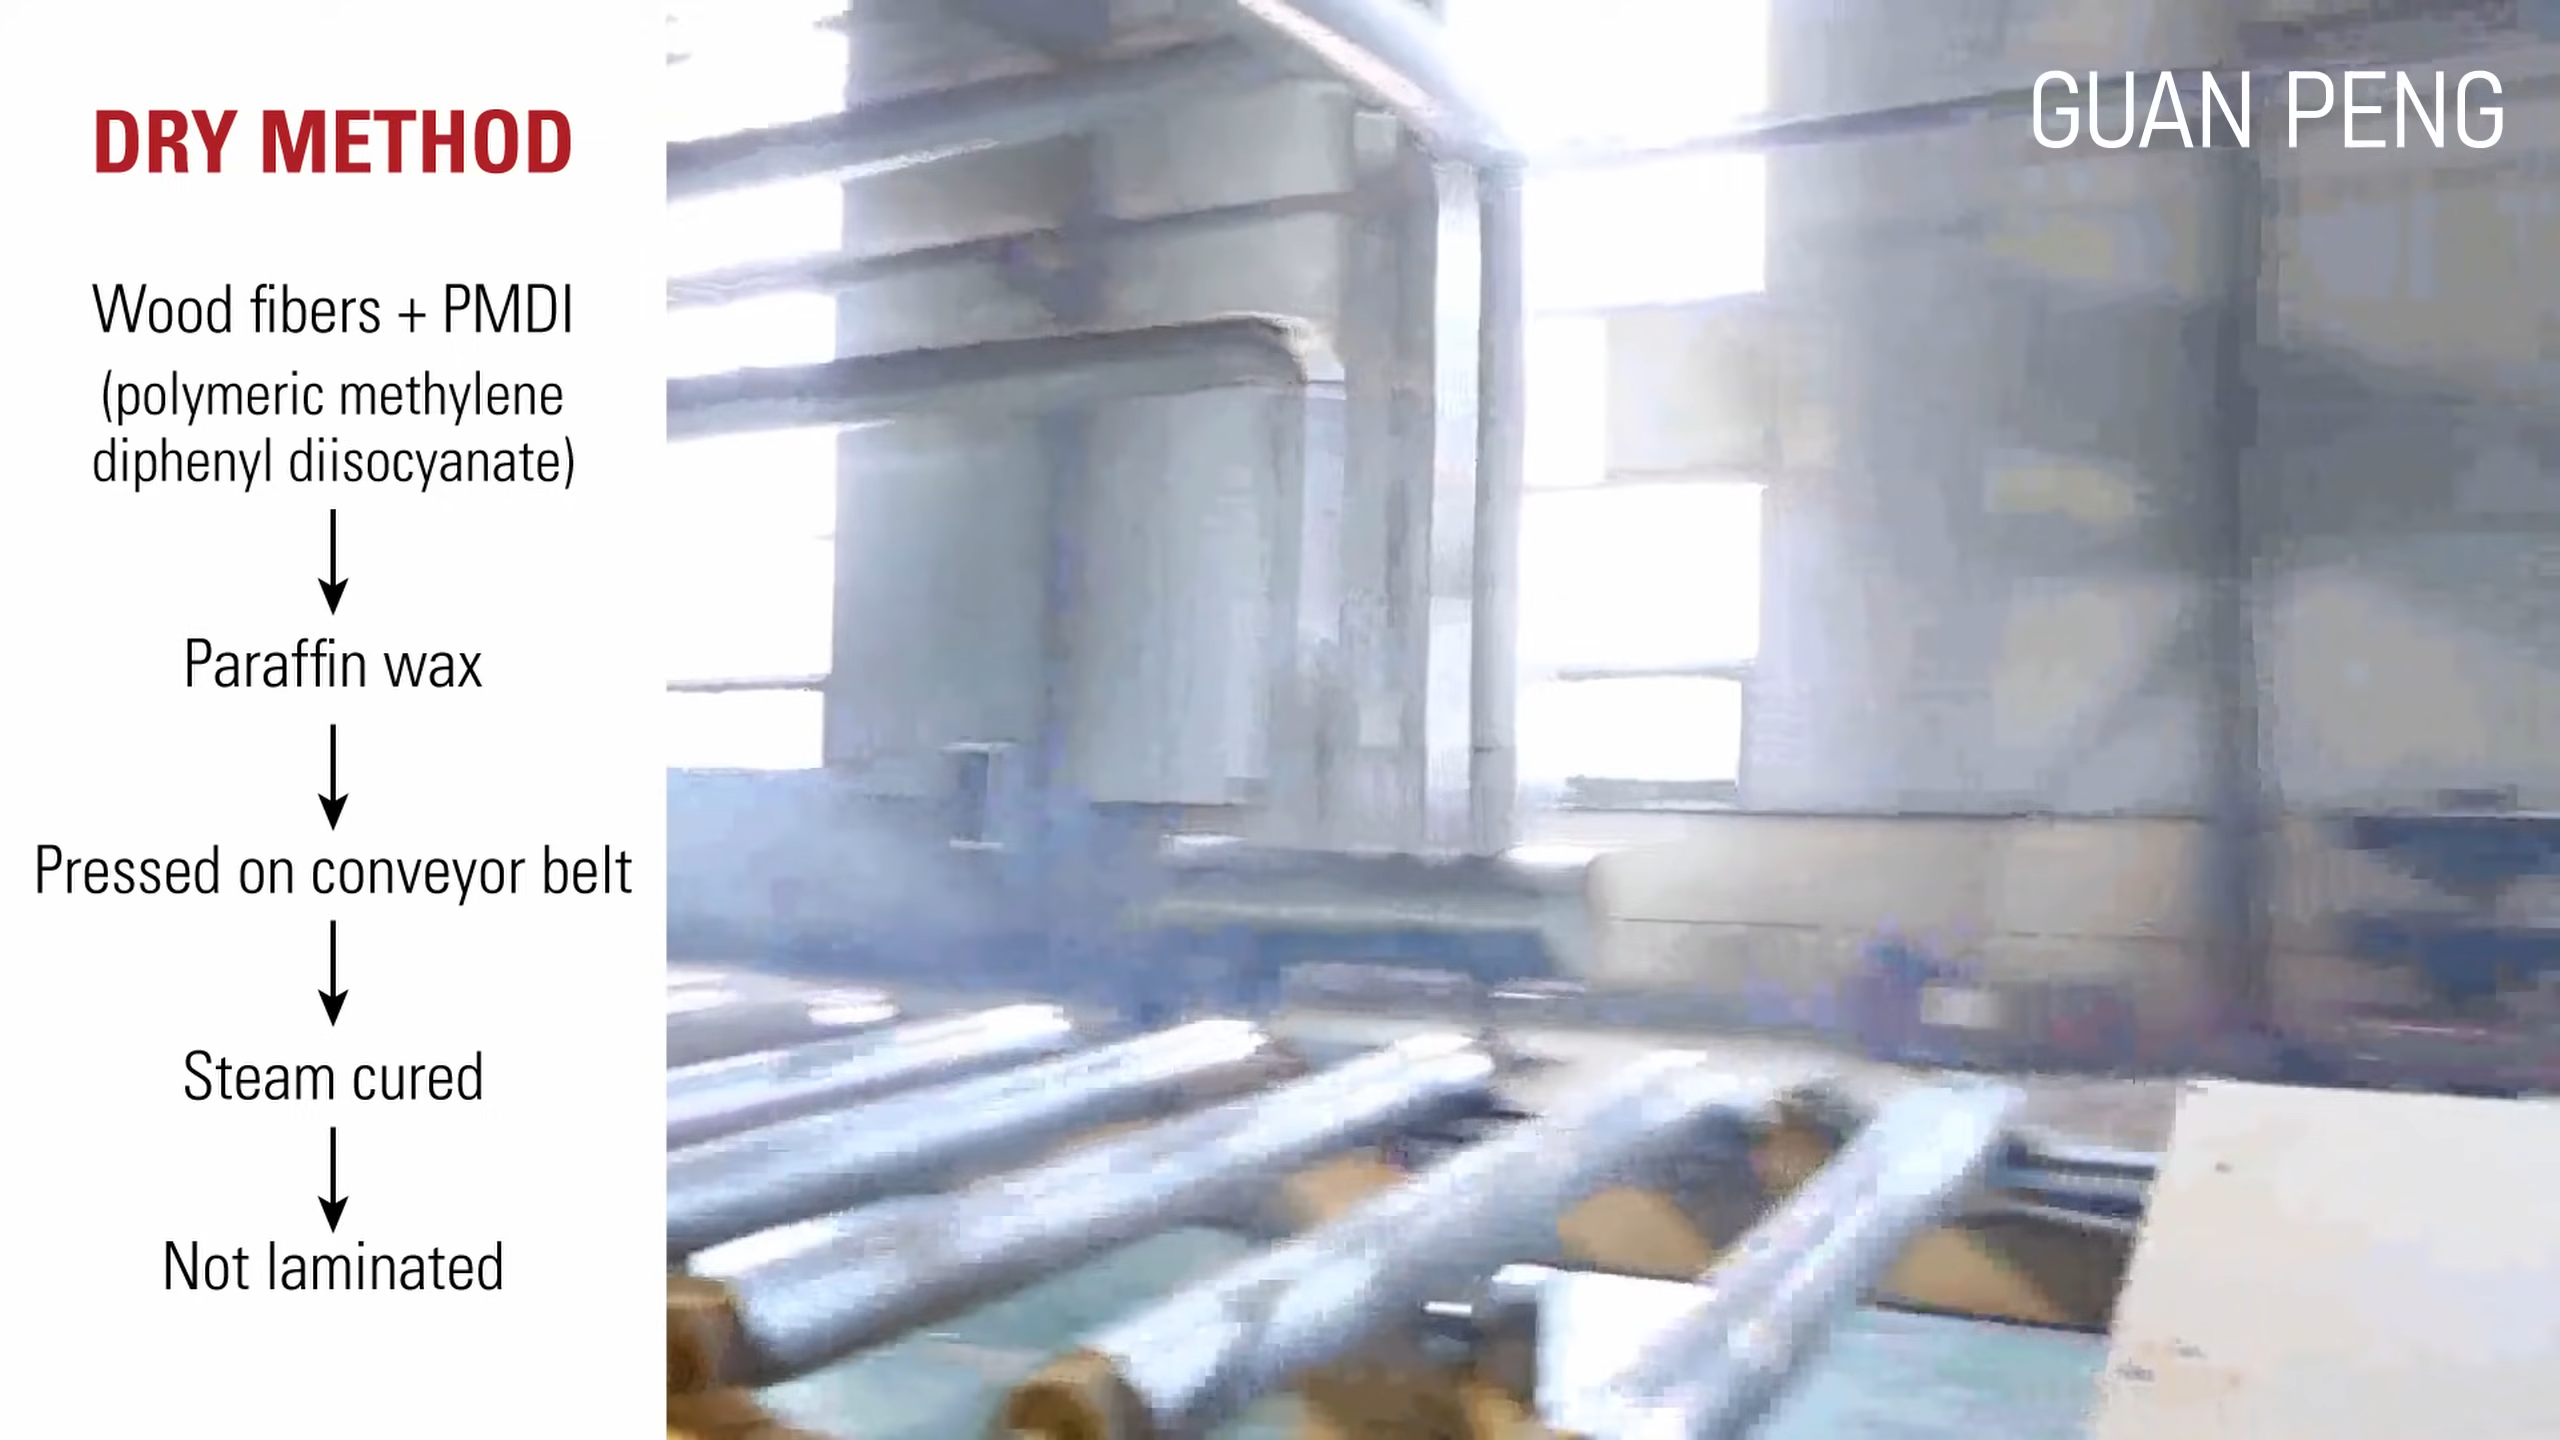 DRY METHOD
Wood fibers + PMDI
(polymeric methylene
diphenyl diisocyanate)
Paraffin wax
Pressed on conveyor belt
Steam cured
Not laminated
GUAN PENG